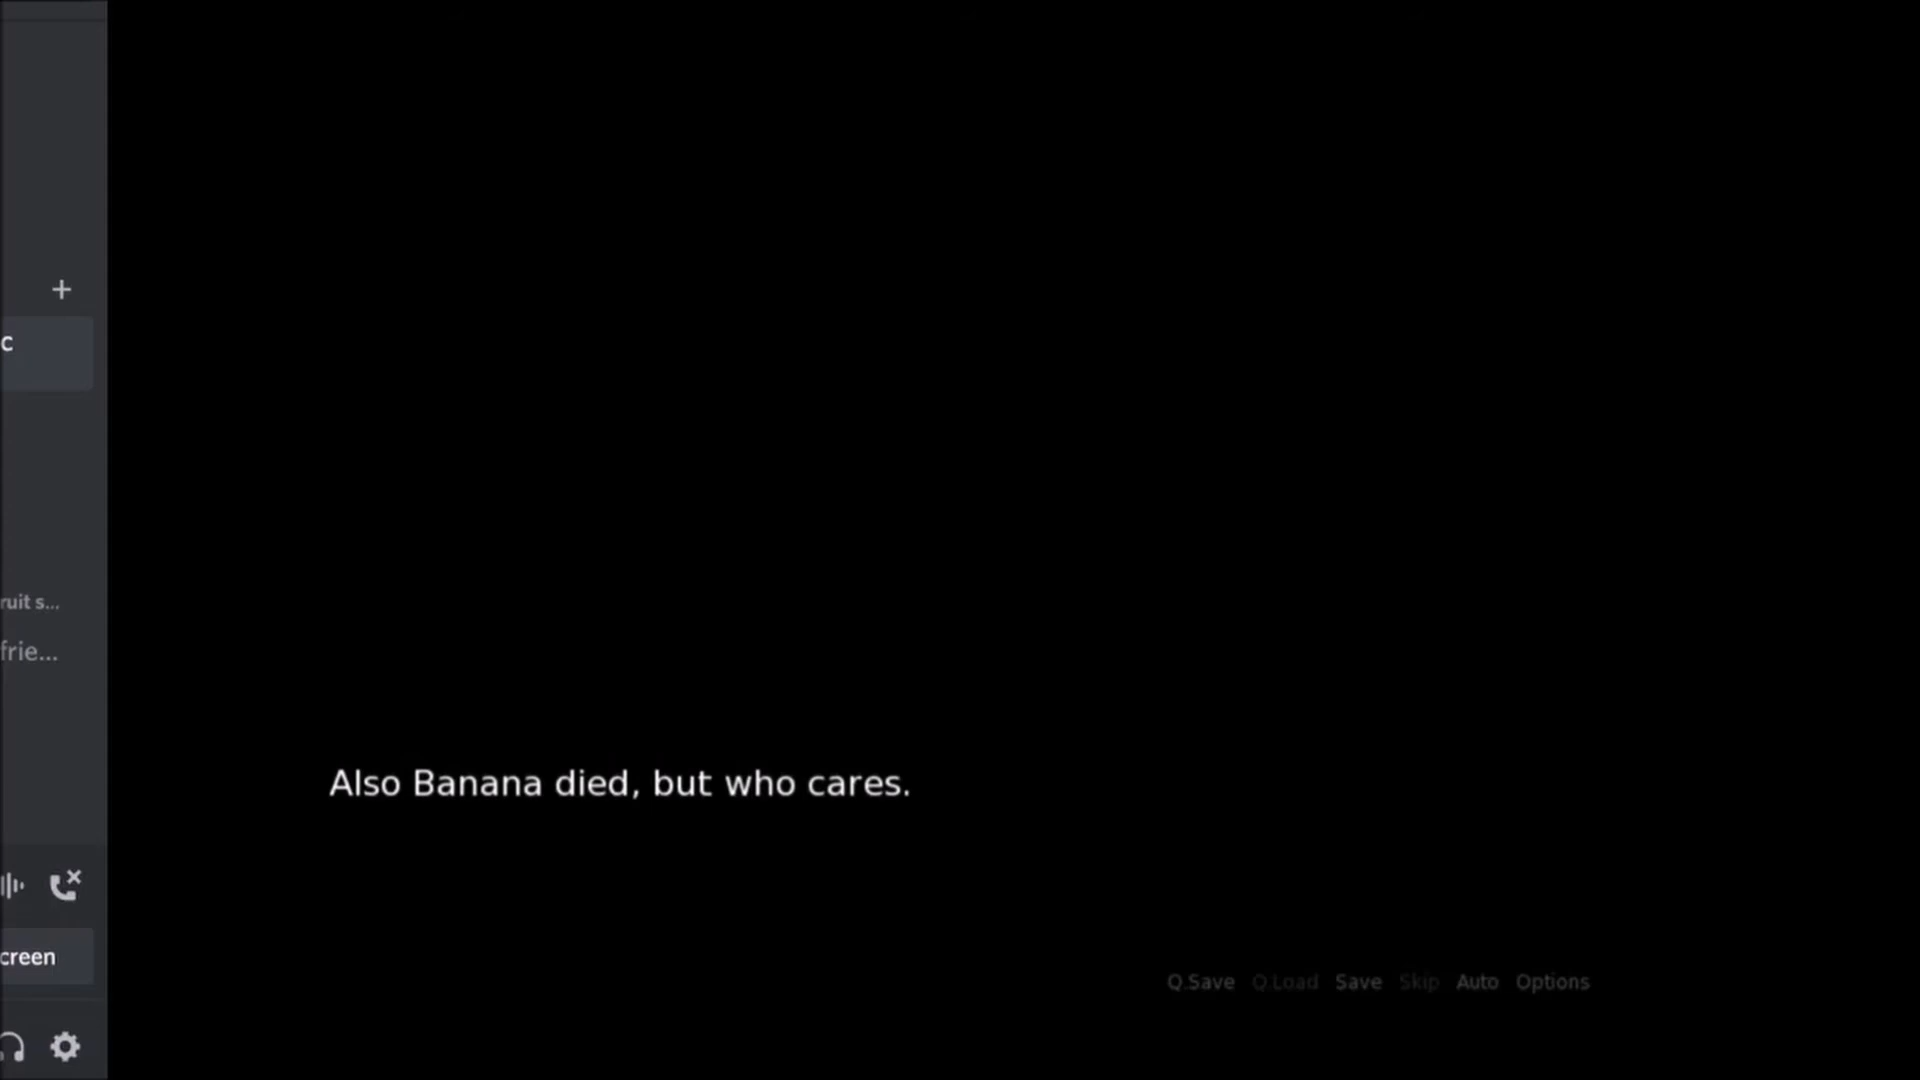 c
ruit s...
frie...
Also Banana died, but who cares.
creen
Q.Save Q.Load Save Skip Auto Options